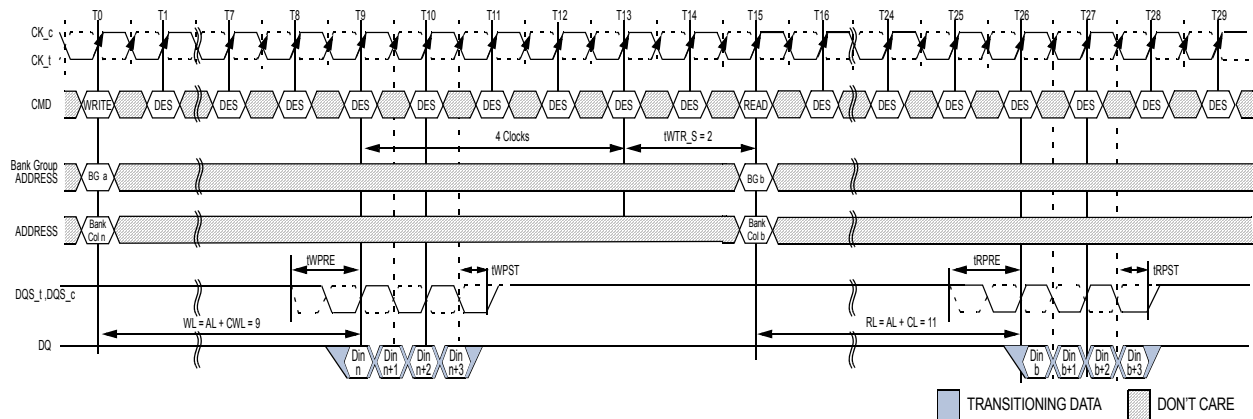 T0 T1 T7 T8 T9 T10 T11 T12 T13 T14 T15 T16 T24 T25 T26 T27 T28 T29
CK_c
CK_t
CMD WRITE DES DES DES DES DES DES DES DES DES READ DES DES DES DES DES DES DES
4 Clocks tWTR_S = 2
Bank Group
ADDRESS BG a BG b
ADDRESS Bank Col n Bank Col b
tWPRE tWPST tRPRE tRPST
DQS_t ,DQS_c
WL = AL + CWL = 9 RL = AL + CL = 11
DQ Din n Din n+1 Din n+2 Din n+3 Din b Din b+1 Din b+2 Din b+3
TRANSITIONING DATA DON'T CARE